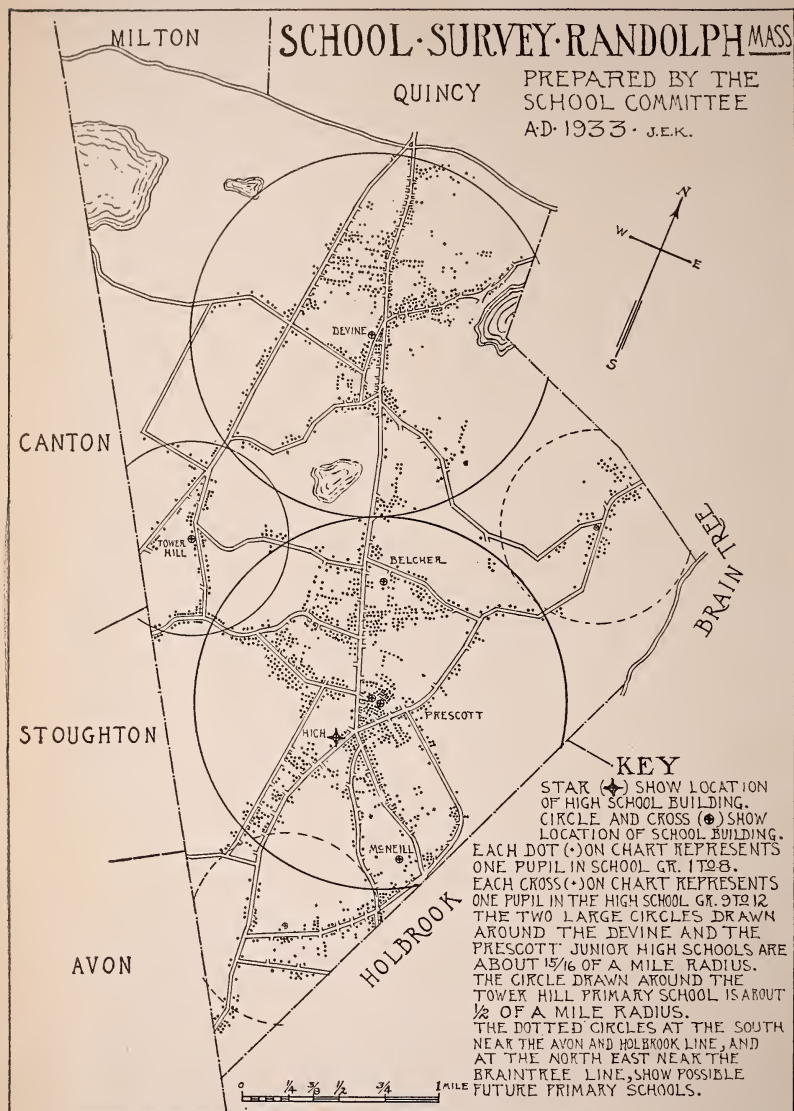 SCHOOL·SURVEY·RANDOLPH MASS
PREPARED BY THE
SCHOOL COMMITTEE
A·D· 1933· J.E.K.
MILTON
QUINCY
N
W
E
S
DEVINE
CANTON
TOWER
HILL
BELCHER
BRAIN TREE
PRESCOTT
HIGH
STOUGHTON
MCNEILL
HOLBROOK
AVON
KEY
STAR () SHOW LOCATION
OF HIGH SCHOOL BUILDING.
CIRCLE AND CROSS (⊕) SHOW
LOCATION OF SCHOOL BUILDING.
EACH DOT (•) ON CHART REPRESENTS
ONE PUPIL IN SCHOOL GR. 1 TO 8.
EACH CROSS (+) ON CHART REPRESENTS
ONE PUPIL IN THE HIGH SCHOOL GR. 9 TO 12
THE TWO LARGE CIRCLES DRAWN
AROUND THE DEVINE AND THE
PRESCOTT JUNIOR HIGH SCHOOLS ARE
ABOUT 15/16 OF A MILE RADIUS.
THE CIRCLE DRAWN AROUND THE
TOWER HILL PRIMARY SCHOOL IS ABOUT
1/2 OF A MILE RADIUS.
THE DOTTED CIRCLES AT THE SOUTH
NEAR THE AVON AND HOLBROOK LINE, AND
AT THE NORTH EAST NEAR THE
BRAINTREE LINE, SHOW POSSIBLE
FUTURE PRIMARY SCHOOLS.
0 1/4 3/8 1/2 3/4 1 MILE